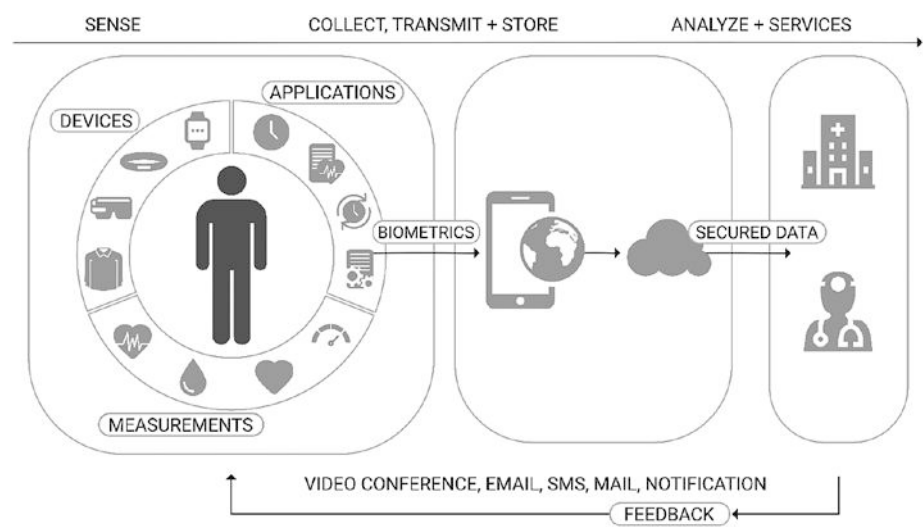 SENSE
COLLECT, TRANSMIT + STORE
ANALYZE + SERVICES
APPLICATIONS
DEVICES
BIOMETRICS
SECURED DATA
MEASUREMENTS
VIDEO CONFERENCE, EMAIL, SMS, MAIL, NOTIFICATION
FEEDBACK